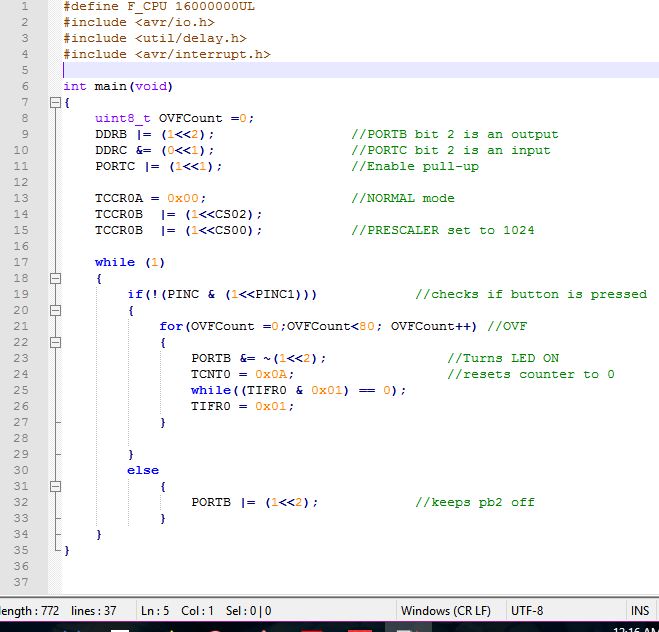 1 #define F_CPU 16000000UL
2 #include <avr/io.h>
3 #include <util/delay.h>
4 #include <avr/interrupt.h>
5
6 int main(void)
7 {
8 uint8_t OVFCount =0;
9 DDRB |= (1<<2); //PORTB bit 2 is an output
10 DDRC &= (0<<1); //PORTC bit 2 is an input
11 PORTC |= (1<<1); //Enable pull-up
12
13 TCCR0A = 0x00; //NORMAL mode
14 TCCR0B |= (1<<CS02);
15 TCCR0B |= (1<<CS00); //PRESCALER set to 1024
16
17 while (1)
18 {
19 if(!(PINC & (1<<PINC1))) //checks if button is pressed
20 {
21 for(OVFCount =0;OVFCount<80; OVFCount++) //OVF
22 {
23 PORTB &= ~(1<<2); //Turns LED ON
24 TCNT0 = 0x0A; //resets counter to 0
25 while((TIFR0 & 0x01) == 0);
26 TIFR0 = 0x01;
27 }
28
29 }
30 else
31 {
32 PORTB |= (1<<2); //keeps pb2 off
33 }
34 }
35 }
36
37
ength : 772 lines : 37 Ln : 5 Col : 1 Sel : 0 | 0 Windows (CR LF) UTF-8 INS